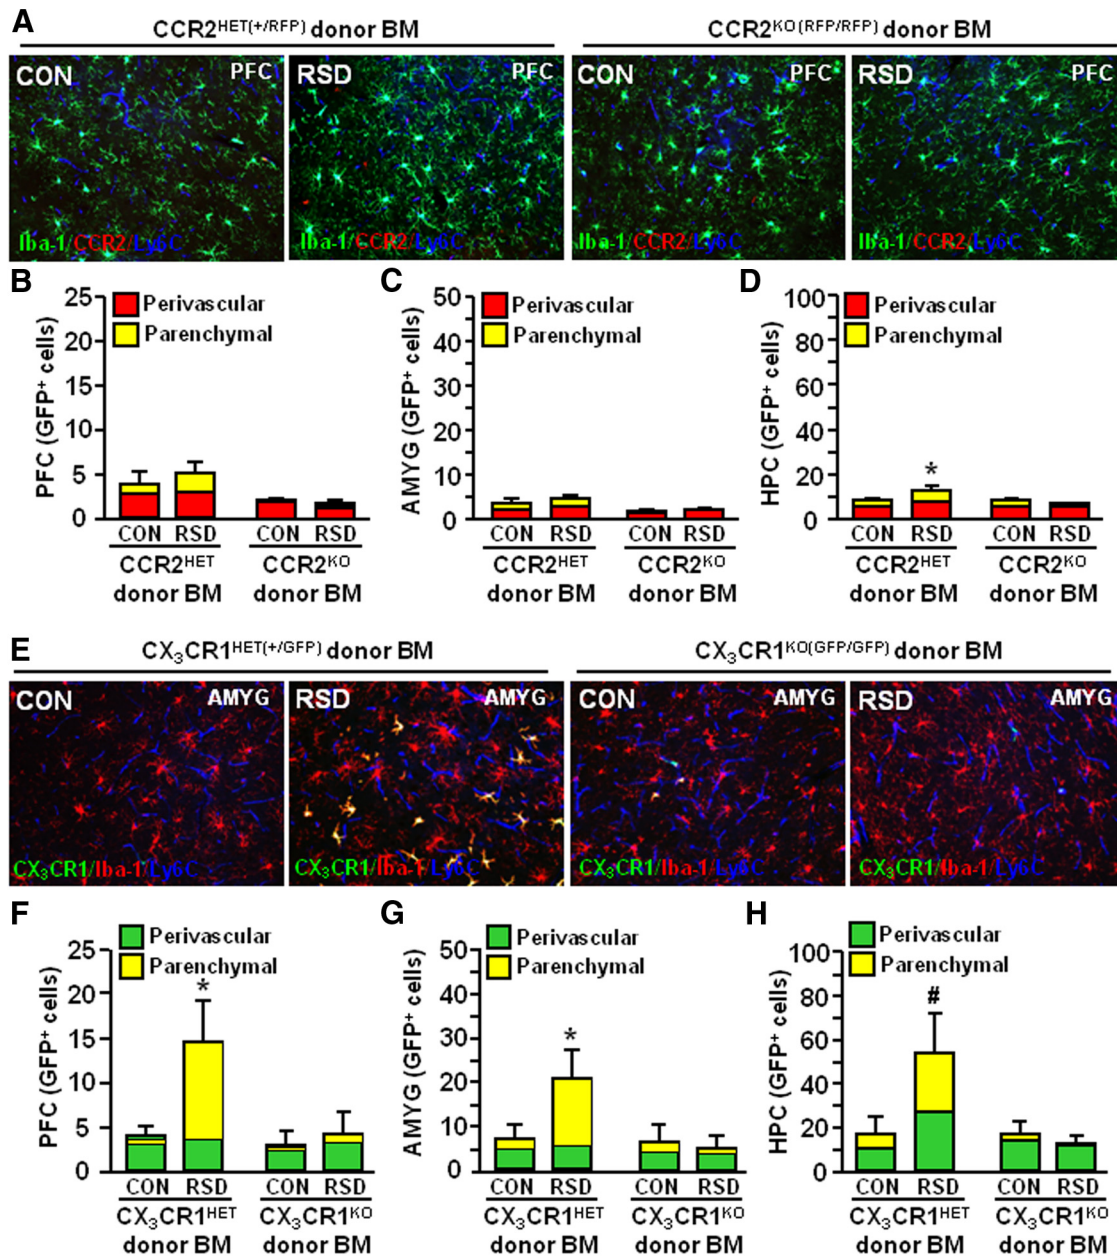 A
CCR2HET(+/RFP) donor BM
CCR2KO(RFP/RFP) donor BM
CON
PFC
RSD
PFC
CON
PFC
RSD
PFC
Iba-1/CCR2/Ly6C
Iba-1/CCR2/Ly6C
Iba-1/CCR2/Ly6C
Iba-1/CCR2/Ly6C
B
Perivascular
Parenchymal
PFC (GFP+ cells)
25
20
15
10
5
0
CON RSD CON RSD
CCR2HET CCR2KO
donor BM donor BM
C
Perivascular
Parenchymal
AMYG (GFP+ cells)
50
40
30
20
10
0
CON RSD CON RSD
CCR2HET CCR2KO
donor BM donor BM
D
Perivascular
Parenchymal
HPC (GFP+ cells)
100
80
60
40
20
0
*
CON RSD CON RSD
CCR2HET CCR2KO
donor BM donor BM
E
CX3CR1HET(+/GFP) donor BM
CX3CR1KO(GFP/GFP) donor BM
CON
AMYG
RSD
AMYG
CON
AMYG
RSD
AMYG
CX3CR1/Iba-1/Ly6C
CX3CR1/Iba-1/Ly6C
CX3CR1/Iba-1/Ly6C
CX3CR1/Iba-1/Ly6C
F
Perivascular
Parenchymal
PFC (GFP+ cells)
25
20
15
10
5
0
*
CON RSD CON RSD
CX3CR1HET CX3CR1KO
donor BM donor BM
G
Perivascular
Parenchymal
AMYG (GFP+ cells)
50
40
30
20
10
0
*
CON RSD CON RSD
CX3CR1HET CX3CR1KO
donor BM donor BM
H
Perivascular
Parenchymal
HPC (GFP+ cells)
100
80
60
40
20
0
#
CON RSD CON RSD
CX3CR1HET CX3CR1KO
donor BM donor BM